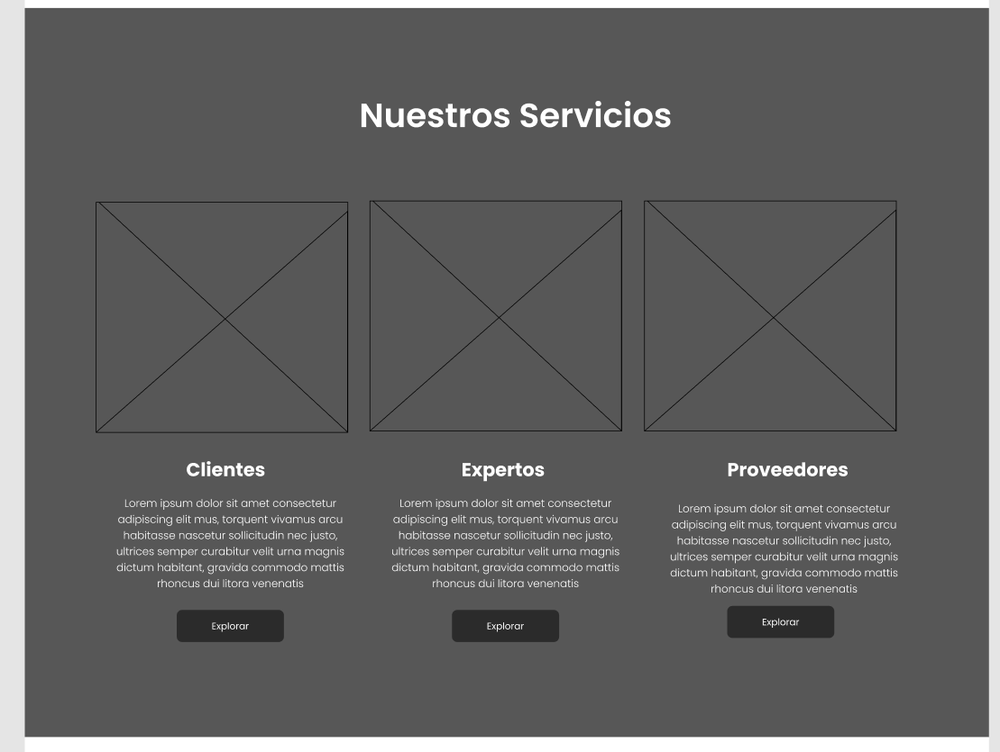 Nuestros Servicios
Clientes
Lorem ipsum dolor sit amet consectetur
adipiscing elit mus, torquent vivamus arcu
habitasse nascetur sollicitudin nec justo,
ultrices semper curabitur velit urna magnis
dictum habitant, gravida commodo mattis
rhoncus dui litora venenatis
Explorar
Expertos
Lorem ipsum dolor sit amet consectetur
adipiscing elit mus, torquent vivamus arcu
habitasse nascetur sollicitudin nec justo,
ultrices semper curabitur velit urna magnis
dictum habitant, gravida commodo mattis
rhoncus dui litora venenatis
Explorar
Proveedores
Lorem ipsum dolor sit amet consectetur
adipiscing elit mus, torquent vivamus arcu
habitasse nascetur sollicitudin nec justo,
ultrices semper curabitur velit urna magnis
dictum habitant, gravida commodo mattis
rhoncus dui litora venenatis
Explorar